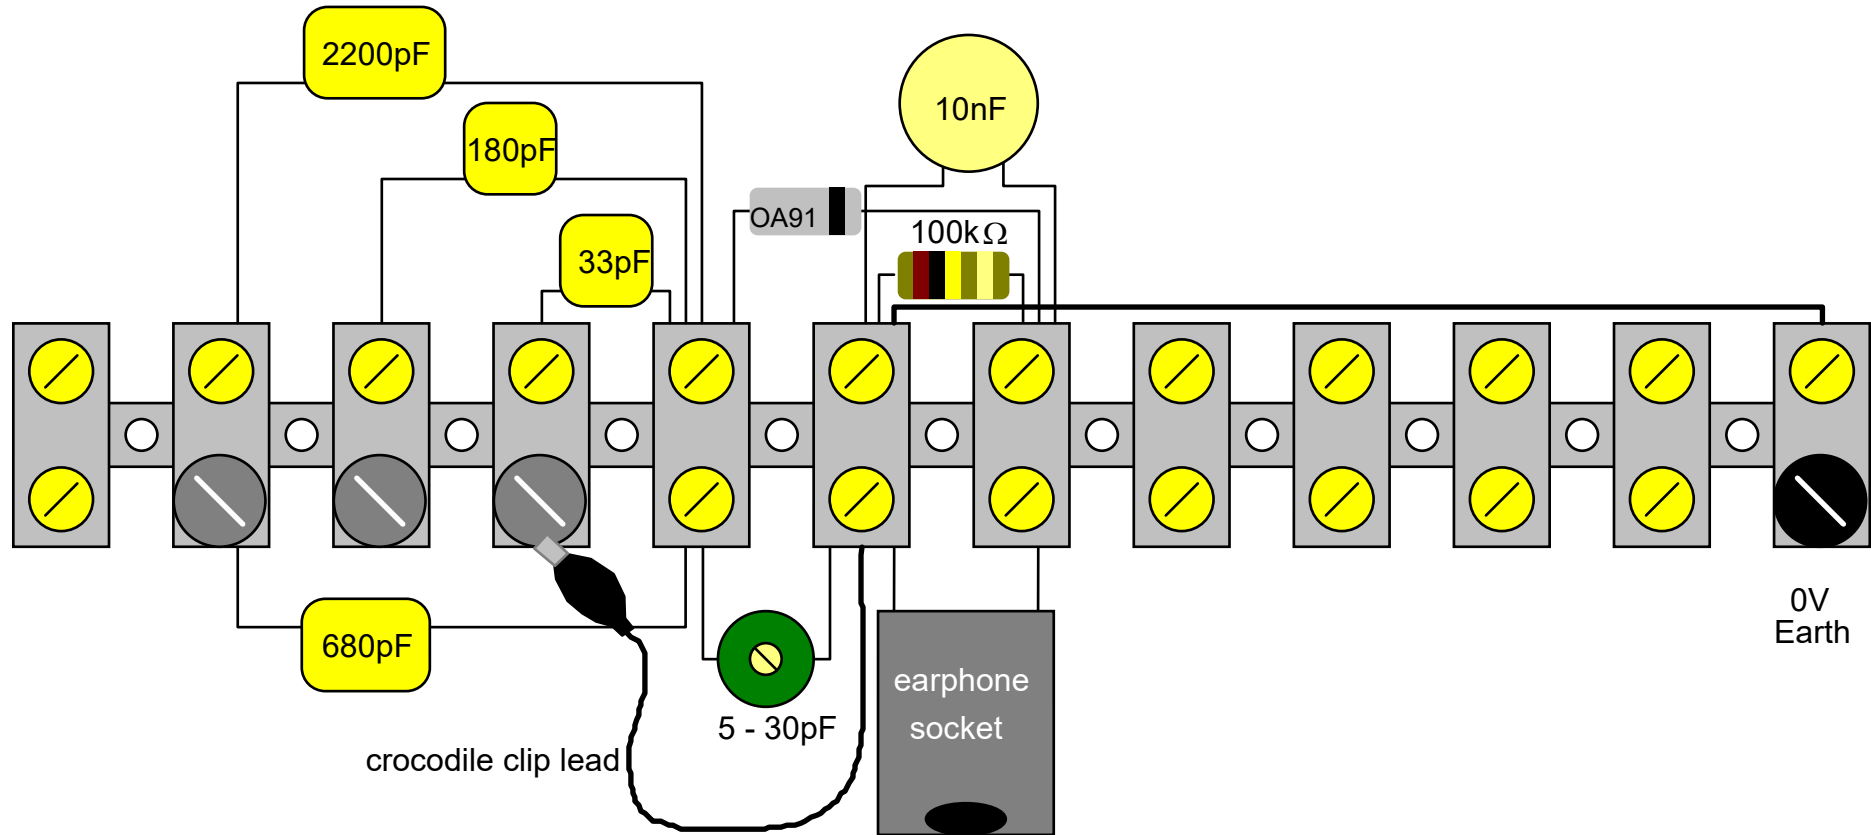 2200pF
10nF
180pF
OA91
100kΩ
33pF
0V
Earth
680pF
earphone
socket
5 - 30pF
crocodile clip lead